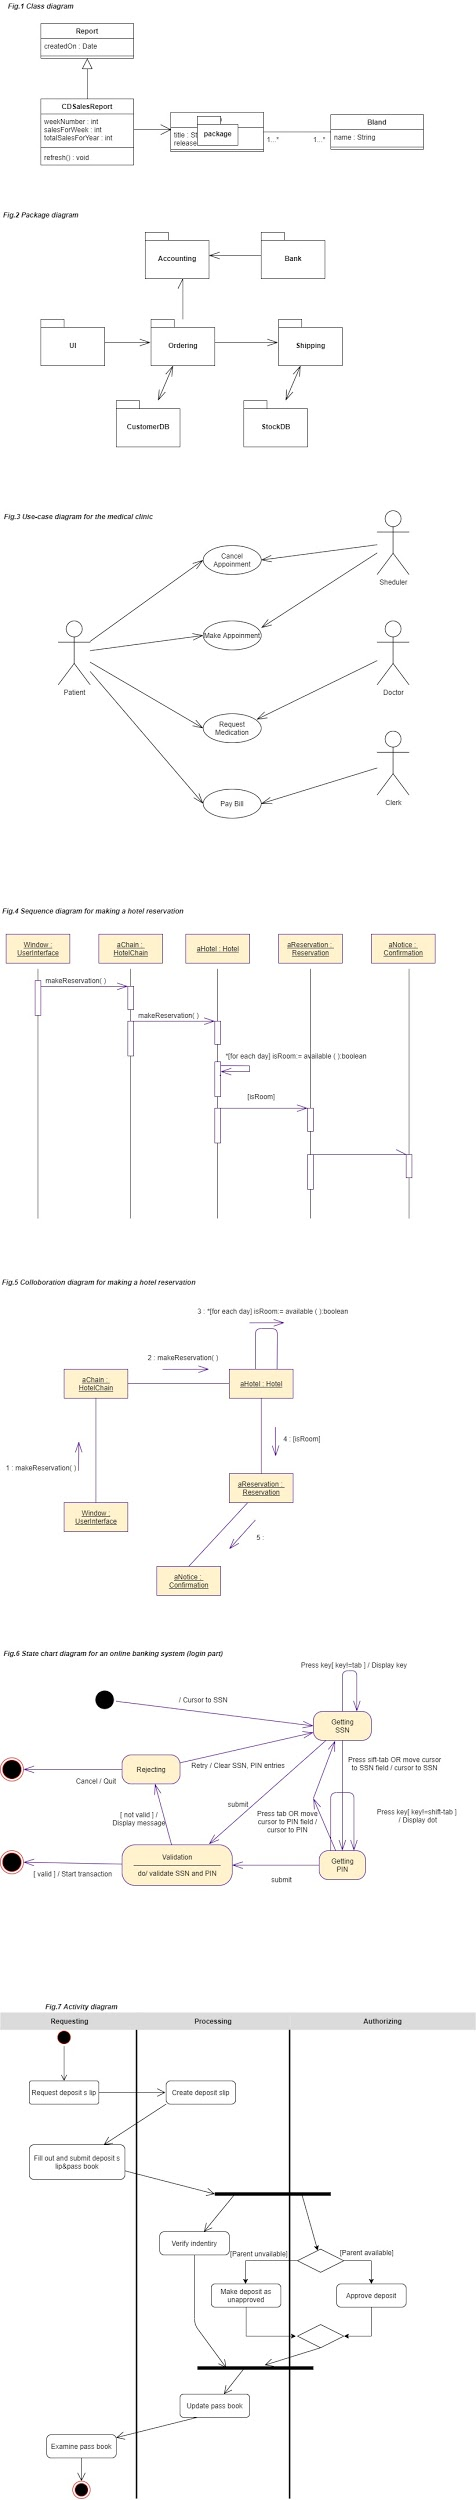 Fig.1 Class diagram
Report
createdOn : Date
CDSalesReport
weekNumber : int
salesForWeek : int
totalSalesForYear : int
refresh() : void
package
1...*
1...*
Bland
name : String
Fig.2 Package diagram
Accounting
Bank
UI
Ordering
Shipping
CustomerDB
StockDB
Fig.3 Use-case diagram for the medical clinic
Cancel
Appoinment
Sheduler
Make Appoinment
Patient
Doctor
Request
Medication
Pay Bill
Clerk
Fig.4 Sequence diagram for making a hotel reservation
Window :
UserInterface
aChain :
HotelChain
aHotel : Hotel
aReservation :
Reservation
aNotice :
Confirmation
makeReservation( )
makeReservation( )
*[for each day] isRoom:= available ( ):boolean
[isRoom]
Fig.5 Colloboration diagram for making a hotel reservation
3 : *[for each day] isRoom:= available ( ):boolean
2 : makeReservation( )
aChain :
HotelChain
aHotel : Hotel
4 : [isRoom]
1 : makeReservation( )
aReservation :
Reservation
Window :
UserInterface
5 :
aNotice :
Confirmation
Fig.6 State chart diagram for an online banking system (login part)
Press key[ key!=tab ] / Display key
/ Cursor to SSN
Getting
SSN
Rejecting
Retry / Clear SSN, PIN entries
Press sift-tab OR move cursor
to SSN field / cursor to SSN
Cancel / Quit
submit
[ not valid ] /
Display message
Press tab OR move
cursor to PIN field /
cursor to PIN
Press key[ key!=shift-tab ]
/ Display dot
Validation
do/ validate SSN and PIN
Getting
PIN
[ valid ] / Start transaction
submit
Fig.7 Activity diagram
Requesting
Processing
Authorizing
Request deposit s lip
Create deposit slip
Fill out and submit deposit s
lip&pass book
Verify indentiry
[Parent unvailable]
[Parent available]
Make deposit as
unapproved
Approve deposit
Update pass book
Examine pass book